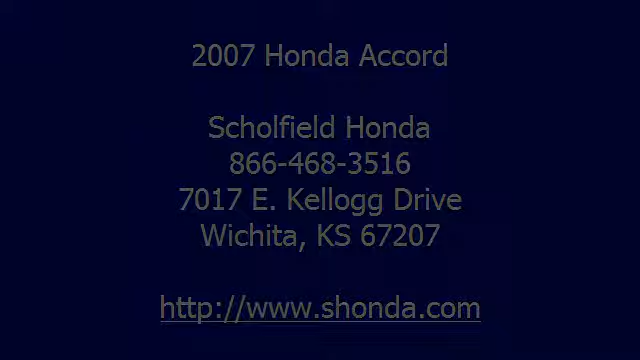 2007 Honda Accord
Scholfield Honda
866-468-3516
7017 E. Kellogg Drive
Wichita, KS 67207
http://www.shonda.com